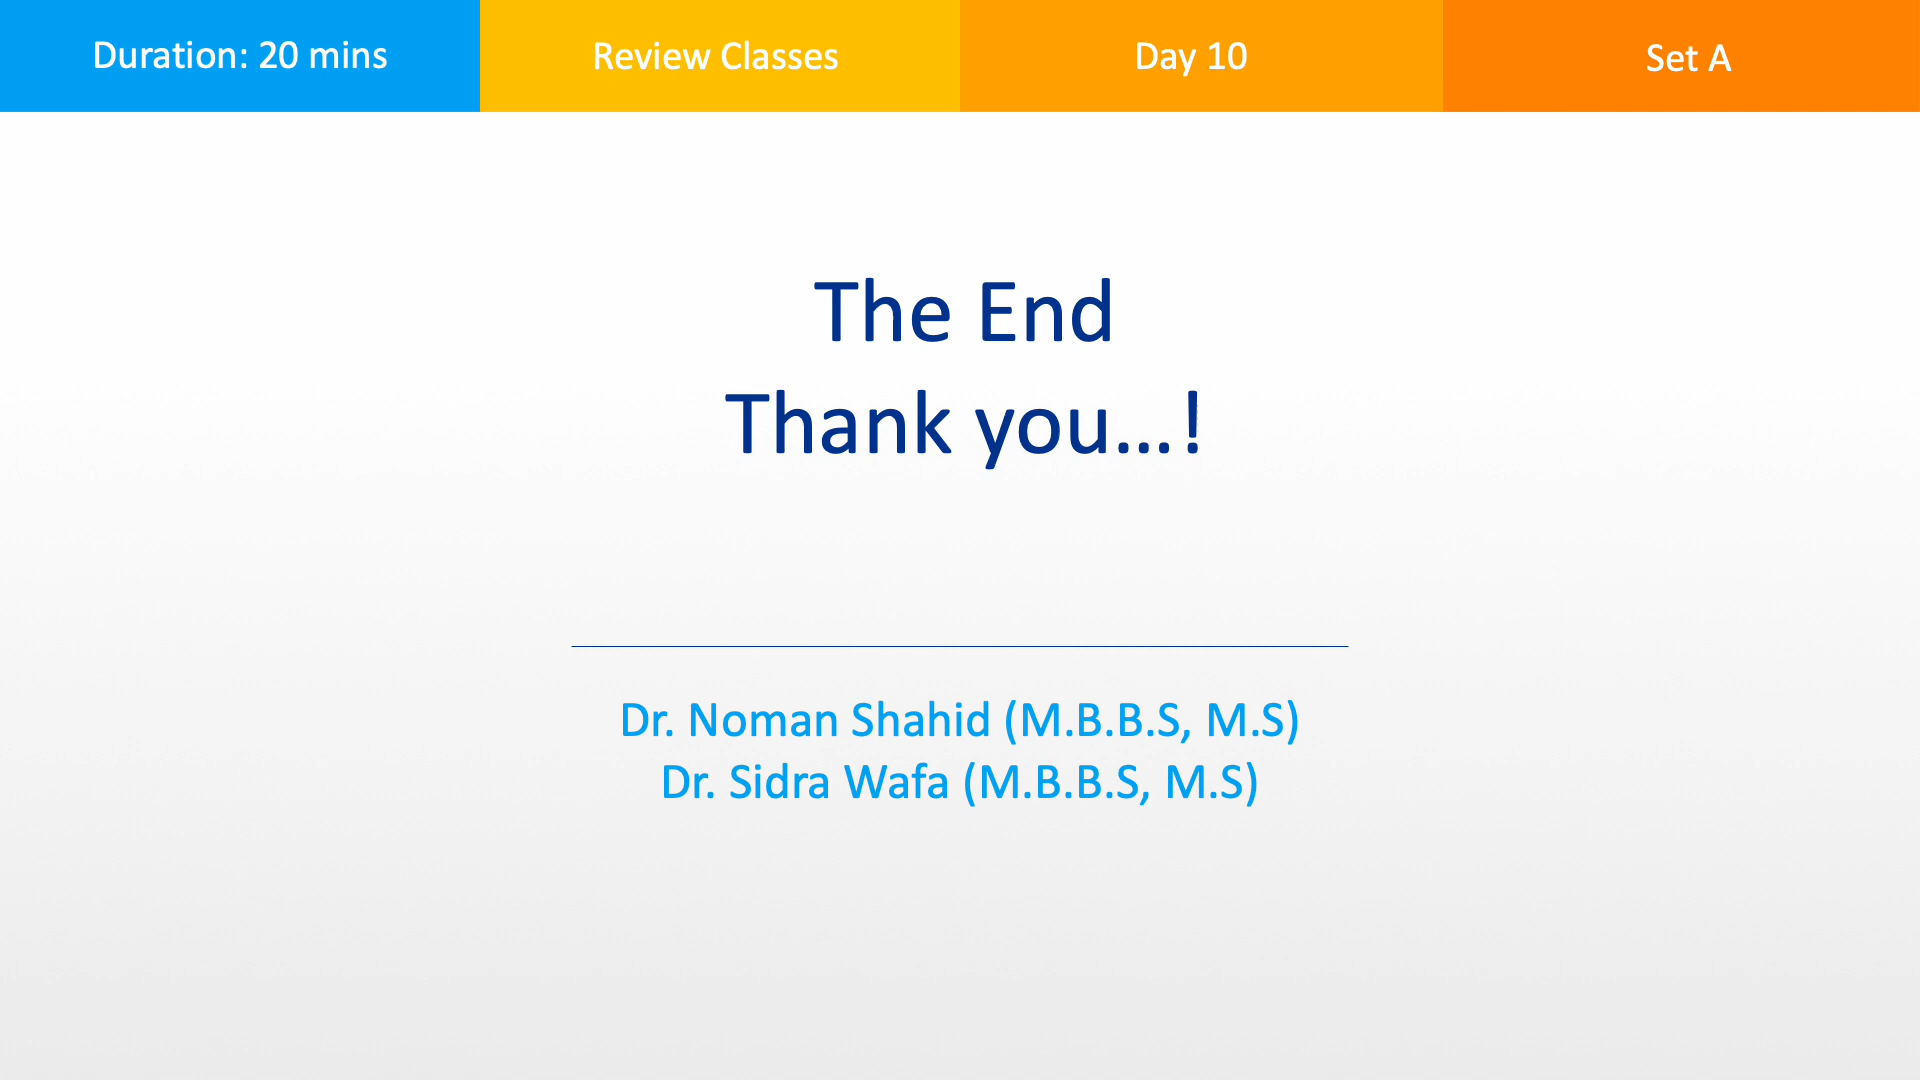 Duration: 20 mins
Review Classes
Day 10
Set A
The End
Thank you...!
Dr. Noman Shahid (M.B.B.S, M.S)
Dr. Sidra Wafa (M.B.B.S, M.S)